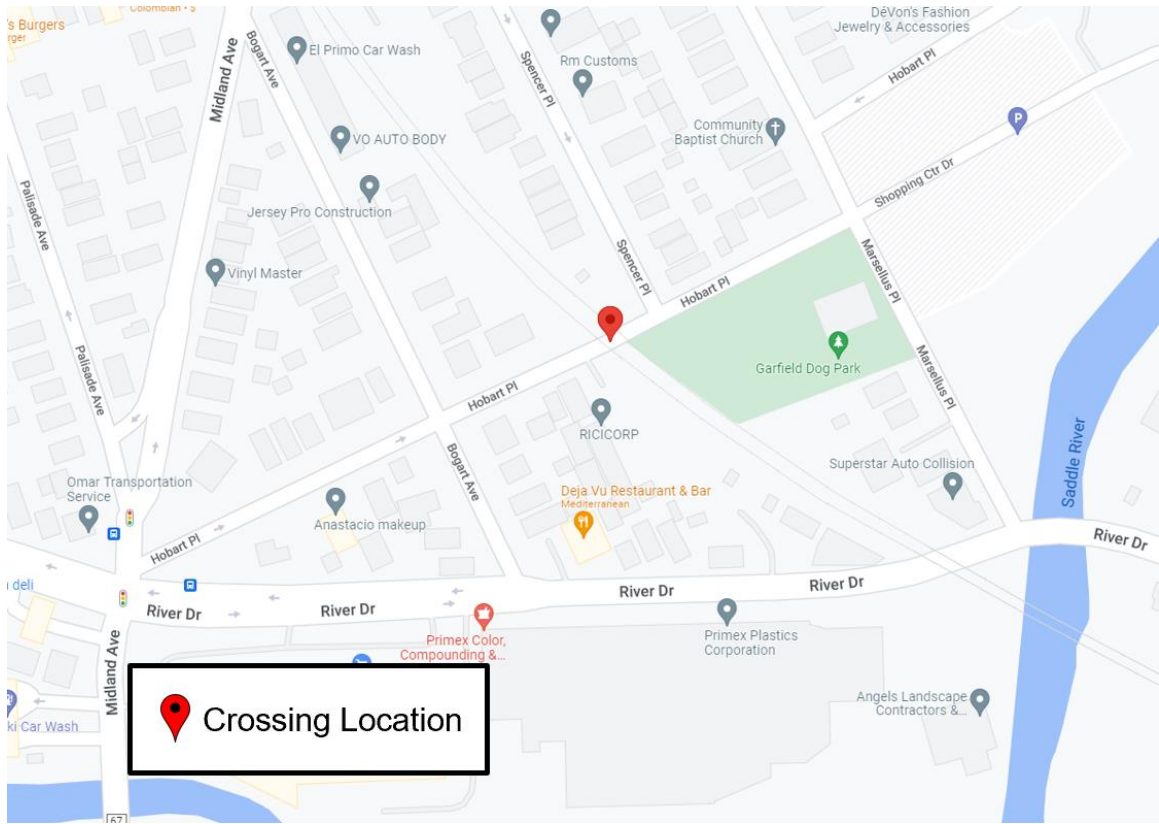 Colombian • $
's Burgers
rger
El Primo Car Wash
Bogart Ave
Midland Ave
Spencer Pl
Rm Customs
DéVon's Fashion
Jewelry & Accessories
Hobart Pl
P
VO AUTO BODY
Community
Baptist Church
Shopping Ctr Dr
Jersey Pro Construction
Palisade Ave
Vinyl Master
Spencer Pl
Hobart Pl
Marsellus Pl
Garfield Dog Park
Palisade Ave
Hobart Pl
Marsellus Pl
RICICORP
Bogart Ave
Superstar Auto Collision
Saddle River
Omar Transportation
Service
Anastacio makeup
Deja Vu Restaurant & Bar
Mediterranean
Hobart Pl
River Dr
deli
River Dr
River Dr
River Dr
River Dr
Primex Color,
Compounding &...
Primex Plastics
Corporation
Midland Ave
Angels Landscape
Contractors &...
ki Car Wash
Crossing Location
67